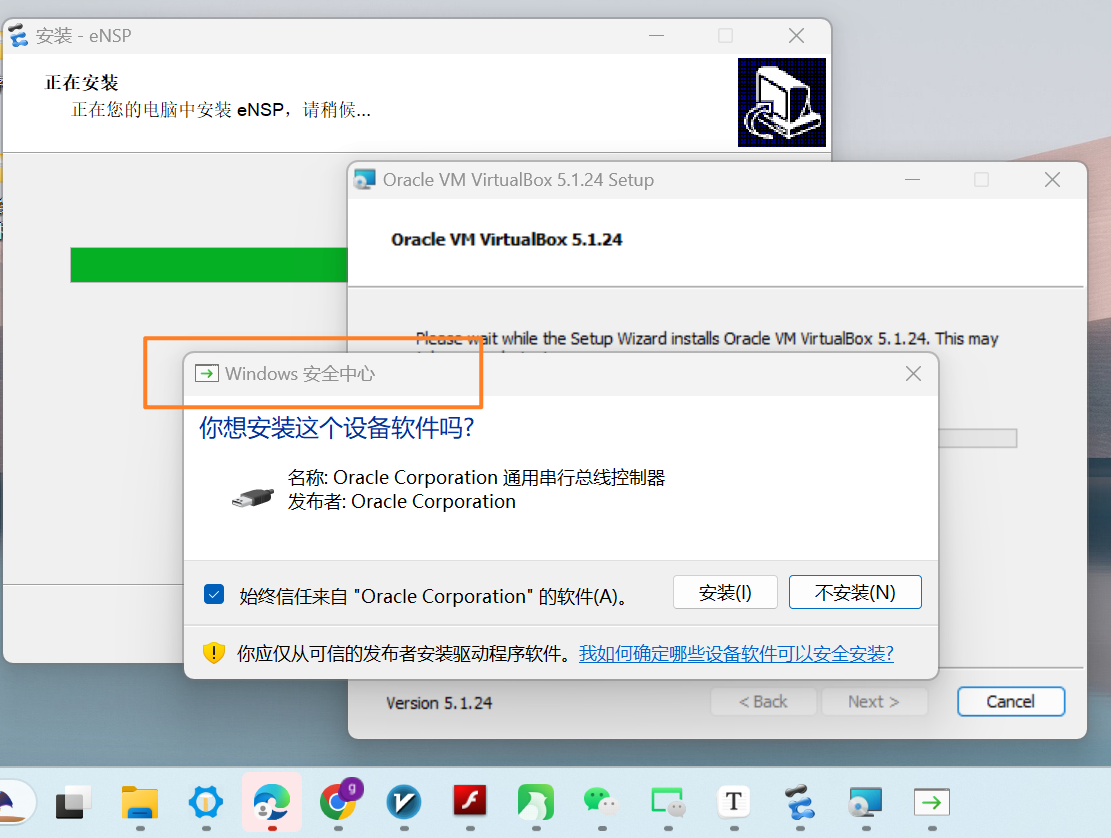 安装 - eNSP
正在安装
正在您的电脑中安装 eNSP，请稍候...
Oracle VM VirtualBox 5.1.24 Setup
Oracle VM VirtualBox 5.1.24
Please wait while the Setup Wizard installs Oracle VM VirtualBox 5.1.24. This may
Windows 安全中心
你想安装这个设备软件吗?
名称: Oracle Corporation 通用串行总线控制器
发布者: Oracle Corporation
始终信任来自 "Oracle Corporation" 的软件(A)。
安装(I)
不安装(N)
你应仅从可信的发布者安装驱动程序软件。我如何确定哪些设备软件可以安全安装?
Version 5.1.24
< Back
Next >
Cancel
g
T